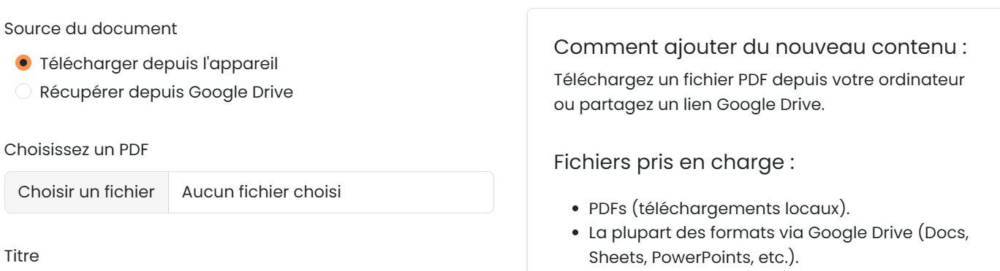 Source du document
Télécharger depuis l'appareil
Récupérer depuis Google Drive
Choisissez un PDF
Choisir un fichier
Aucun fichier choisi
Titre
Comment ajouter du nouveau contenu :
Téléchargez un fichier PDF depuis votre ordinateur
ou partagez un lien Google Drive.
Fichiers pris en charge :
• PDFs (téléchargements locaux).
• La plupart des formats via Google Drive (Docs,
Sheets, PowerPoints, etc.).